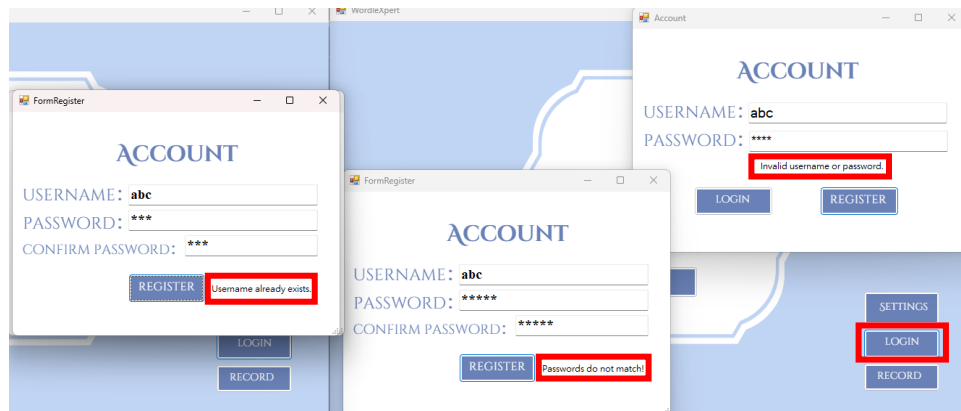 FormRegister
ACCOUNT
USERNAME: abc
PASSWORD: ***
CONFIRM PASSWORD: ***
REGISTER
Username already exists.
LOGIN
RECORD
WordleXpert
FormRegister
ACCOUNT
USERNAME: abc
PASSWORD: *****
CONFIRM PASSWORD: *****
REGISTER
Passwords do not match!
Account
ACCOUNT
USERNAME: abc
PASSWORD: ****
Invalid username or password.
LOGIN
REGISTER
SETTINGS
LOGIN
RECORD